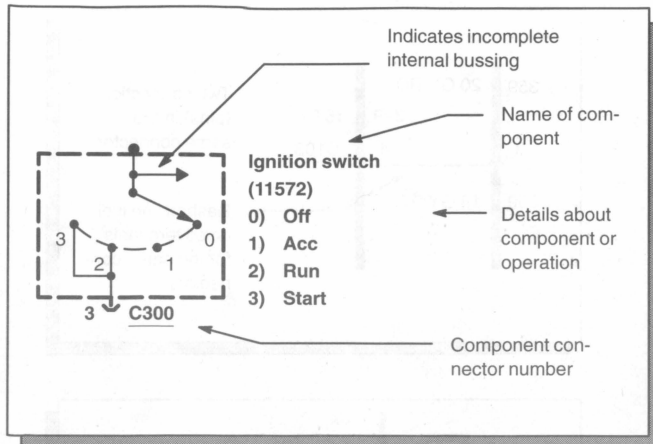 Indicates incomplete
internal bussing
Name of com-
ponent
Ignition switch
(11572)
0) Off
1) Acc
2) Run
3) Start
Details about
component or
operation
3
2
1
0
3 C300
Component con-
nector number